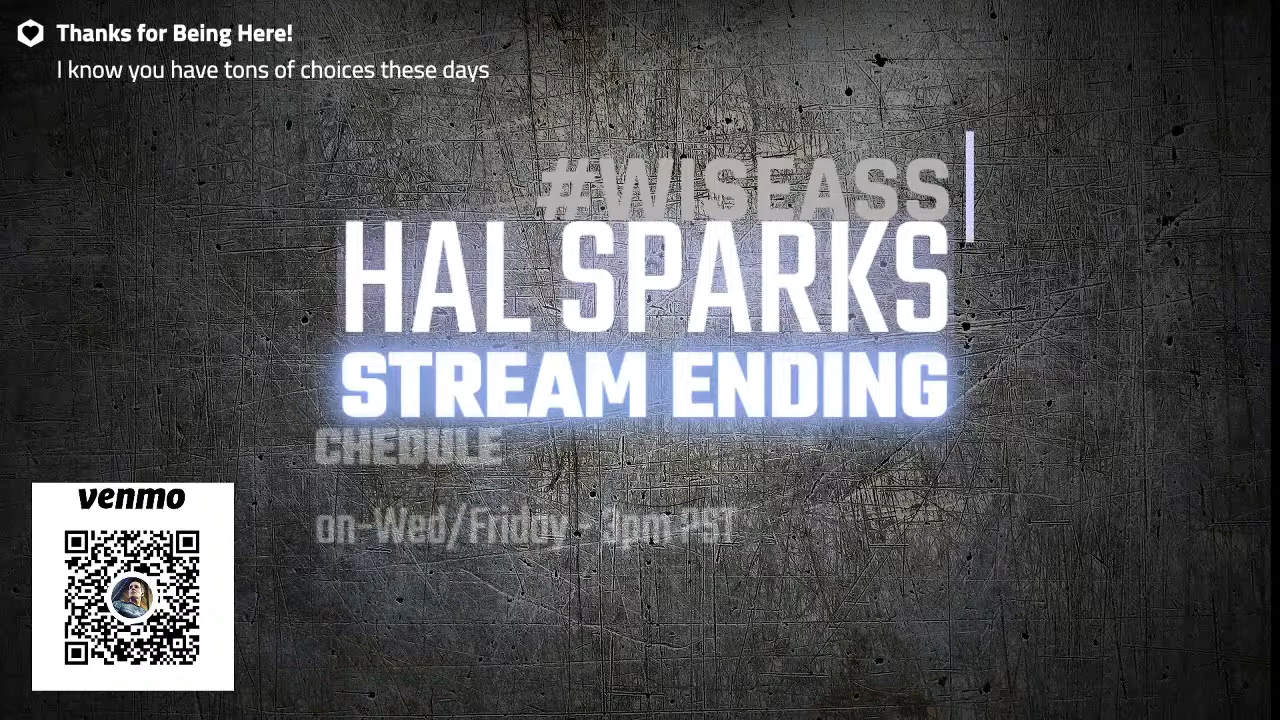 Thanks for Being Here!
I know you have tons of choices these days
#WISEASS
HAL SPARKS
STREAM ENDING
CHEDULE
on-Wed/Friday - 3pm PST
venmo